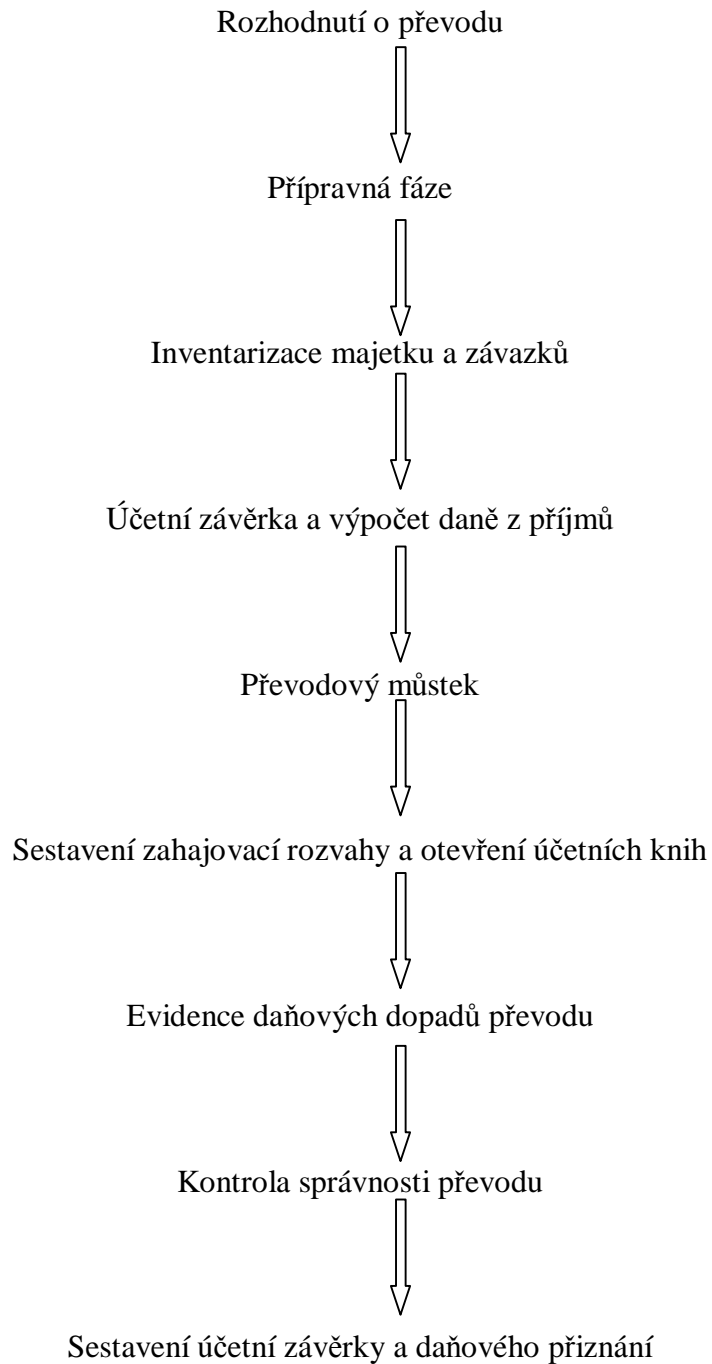 Rozhodnutí o převodu
Přípravná fáze
Inventarizace majetku a závazků
Účetní závěrka a výpočet daně z příjmů
Převodový můstek
Sestavení zahajovací rozvahy a otevření účetních knih
Evidence daňových dopadů převodu
Kontrola správnosti převodu
Sestavení účetní závěrky a daňového přiznání